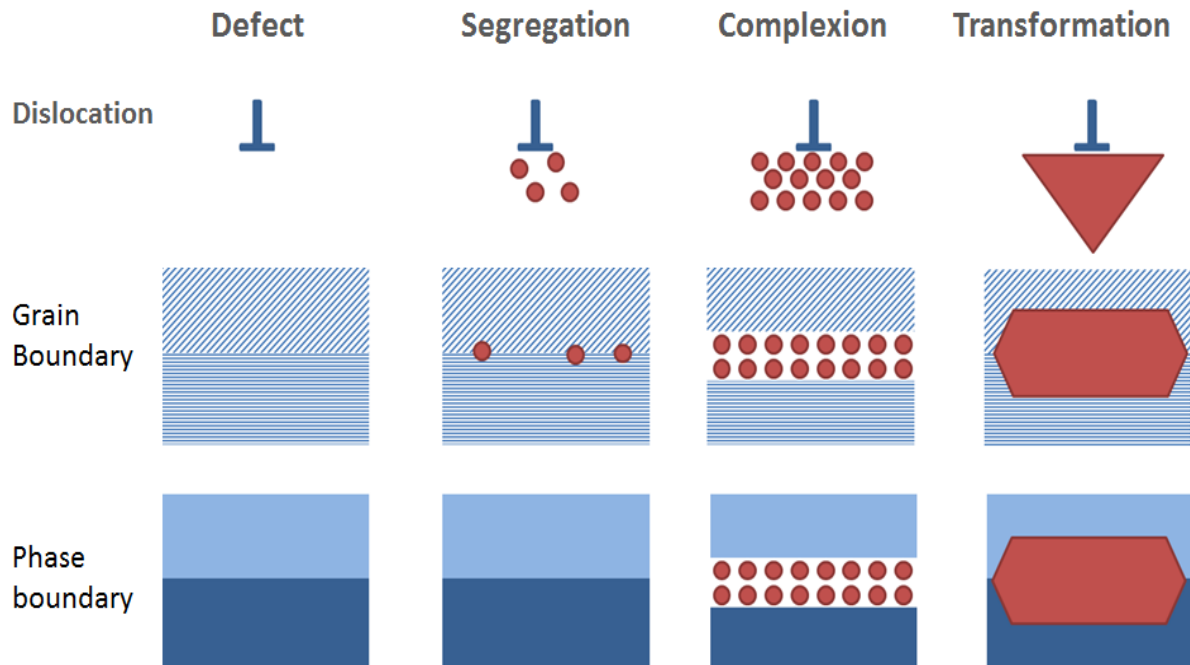 Defect Segregation Complexion Transformation
Dislocation
Grain
Boundary
Phase
boundary